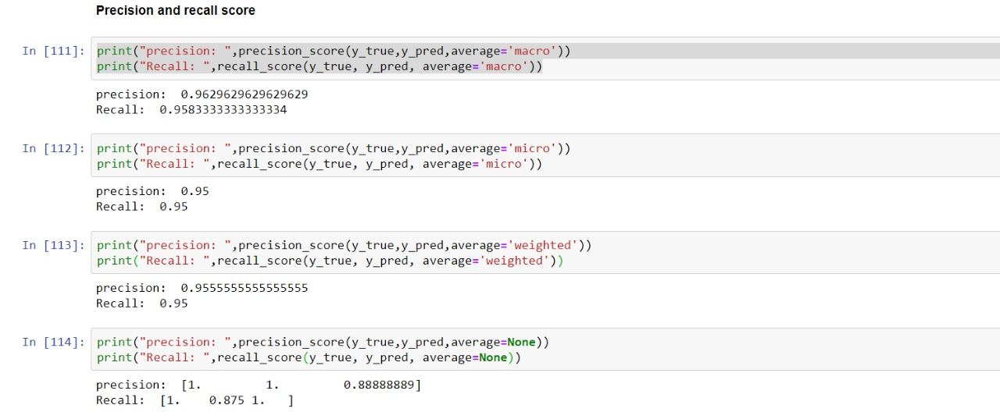 Precision and recall score
In [111]: print("precision: ",precision_score(y_true,y_pred,average='macro'))
print("Recall: ",recall_score(y_true, y_pred, average='macro'))
precision:  0.9629629629629629
Recall:  0.9583333333333334
In [112]: print("precision: ",precision_score(y_true,y_pred,average='micro'))
print("Recall: ",recall_score(y_true, y_pred, average='micro'))
precision:  0.95
Recall:  0.95
In [113]: print("precision: ",precision_score(y_true,y_pred,average='weighted'))
print("Recall: ",recall_score(y_true, y_pred, average='weighted'))
precision:  0.9555555555555555
Recall:  0.95
In [114]: print("precision: ",precision_score(y_true,y_pred,average=None))
print("Recall: ",recall_score(y_true, y_pred, average=None))
precision:  [1.         1.         0.88888889]
Recall:  [1.    0.875 1.   ]